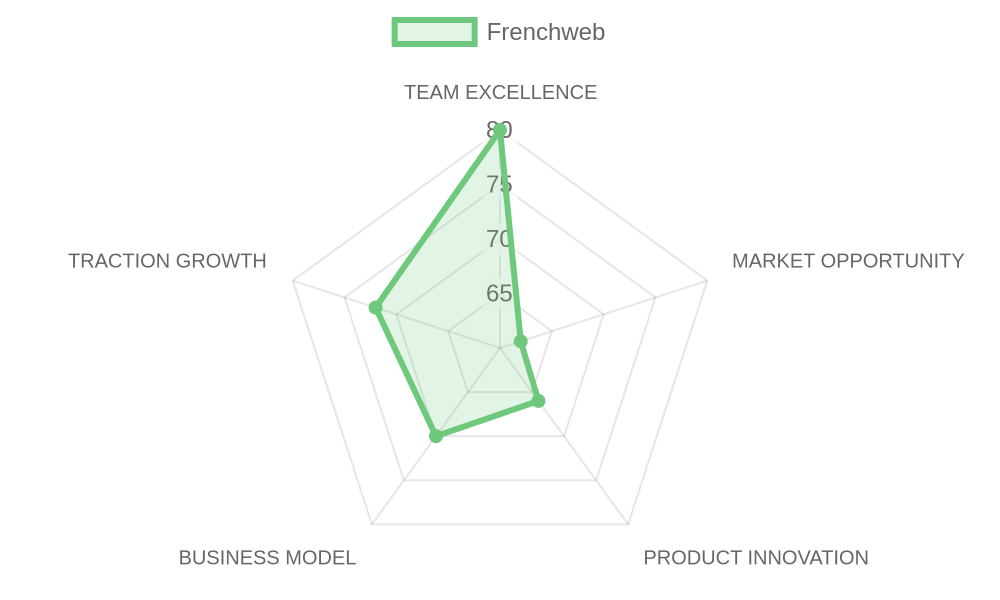 Frenchweb
TEAM EXCELLENCE
80
75
70
65
TRACTION GROWTH
MARKET OPPORTUNITY
BUSINESS MODEL
PRODUCT INNOVATION